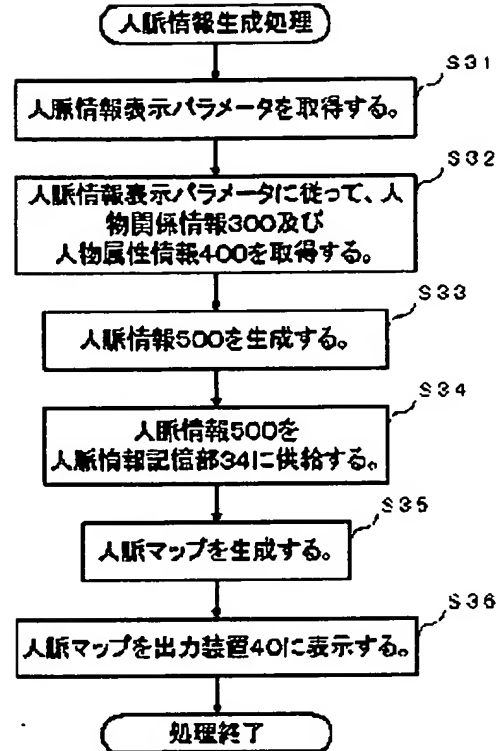 人脈情報生成処理
S31
人脈情報表示パラメータを取得する。
S32
人脈情報表示パラメータに従って、人
物関係情報300及び
人物属性情報400を取得する。
S33
人脈情報500を生成する。
S34
人脈情報500を
人脈情報記憶部34に供給する。
S35
人脈マップを生成する。
S36
人脈マップを出力装置40に表示する。
処理終了